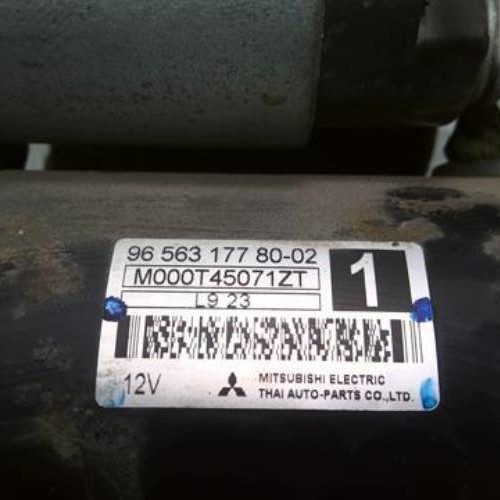 96 563 177 80-02
1
M000T45071ZT
L9 23
12V
MITSUBISHI ELECTRIC
THAI AUTO-PARTS CO.,LTD.